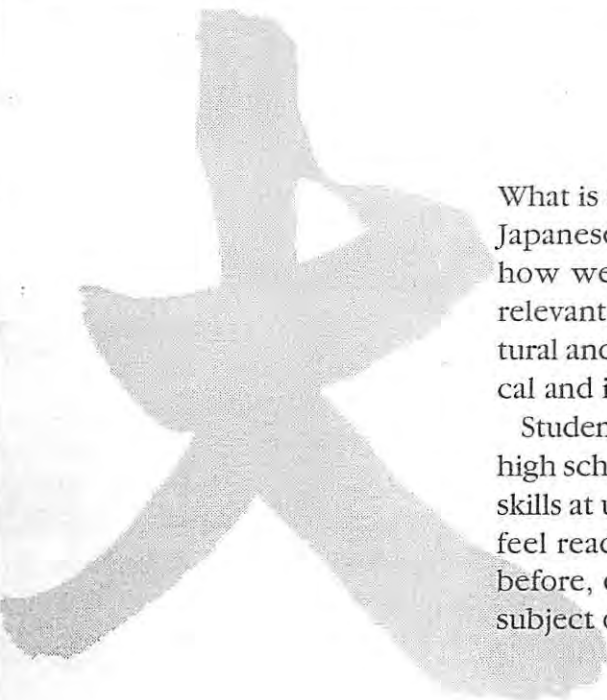 What is
Japanese
how we
relevant
tural and
cal and i
Studen
high sch
skills at u
feel read
before, 
subject